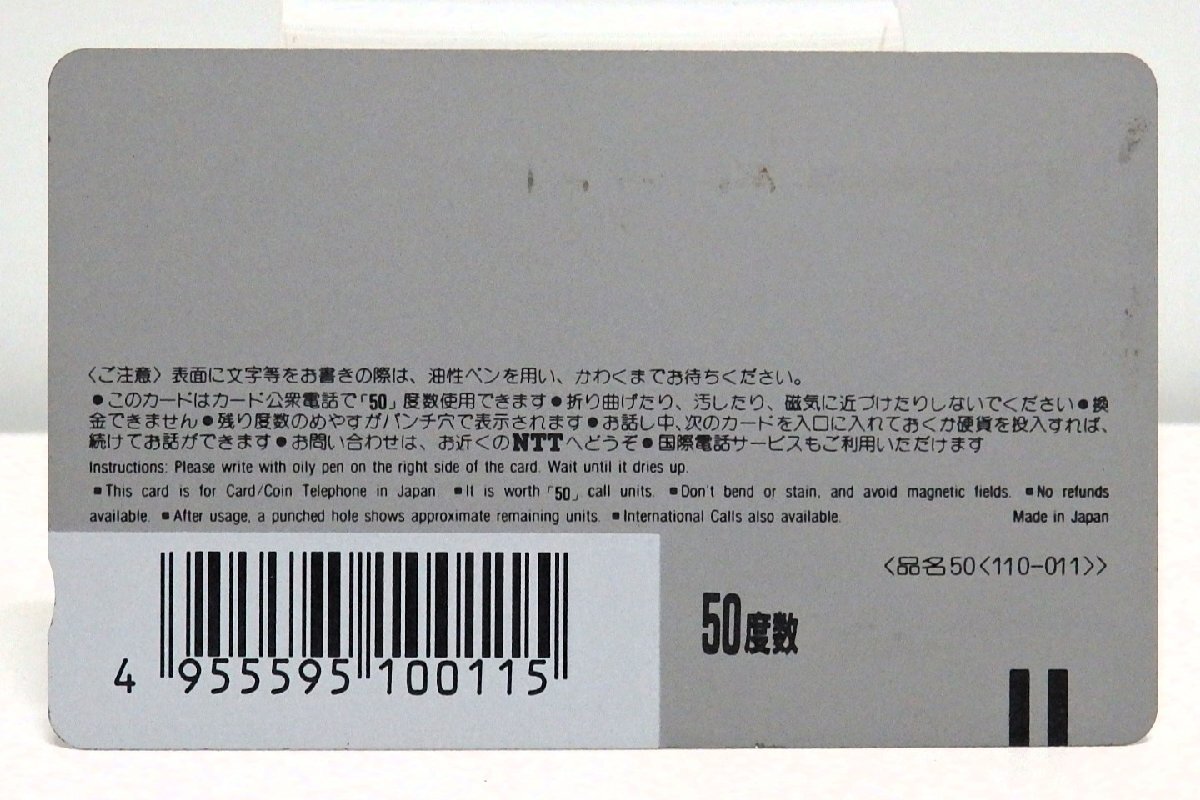 〈ご注意〉表面に文字等をお書きの際は、油性ペンを用い、かわくまでお待ちください。
●このカードはカード公衆電話で「50」度数使用できます●折り曲げたり、汚したり、磁気に近づけたりしないでください●換
金できません●残り度数のめやすがパンチ穴で表示されます●お話し中、次のカードを入口に入れておくか硬貨を投入すれば、
続けてお話ができます●お問い合わせは、お近くのNTTへどうぞ●国際電話サービスもご利用いただけます
Instructions: Please write with oily pen on the right side of the card. Wait until it dries up.
■This card is for Card/Coin Telephone in Japan ■It is worth「50」call units. ■Don't bend or stain, and avoid magnetic fields. ■No refunds
available. ■After usage, a punched hole shows approximate remaining units. ■International Calls also available. Made in Japan
<品名50<110-011>>
50度数
4 955595 100115